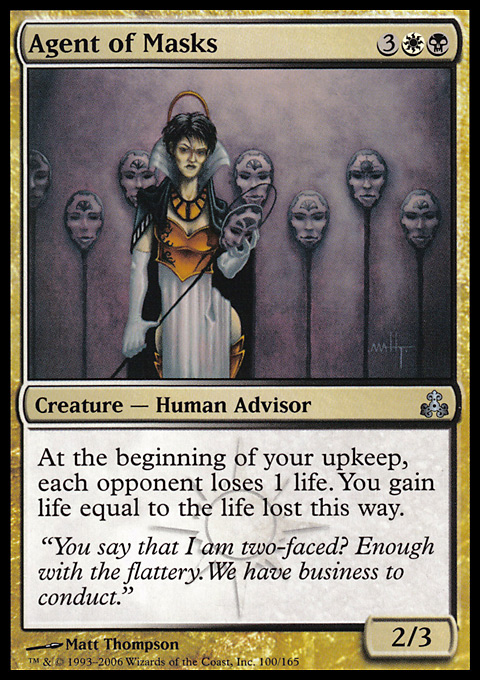 Agent of Masks 3
Creature — Human Advisor
At the beginning of your upkeep,
each opponent loses 1 life. You gain
life equal to the life lost this way.
“You say that I am two-faced? Enough
with the flattery. We have business to
conduct.”
Matt Thompson
2/3
™ & © 1993–2006 Wizards of the Coast, Inc. 100/165